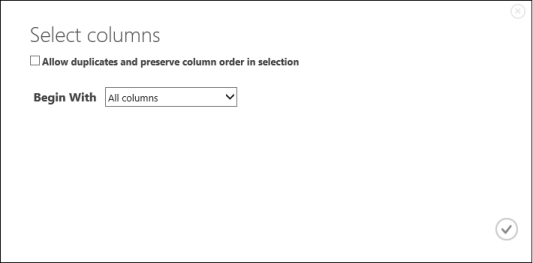 Select columns
Allow duplicates and preserve column order in selection
Begin With All columns